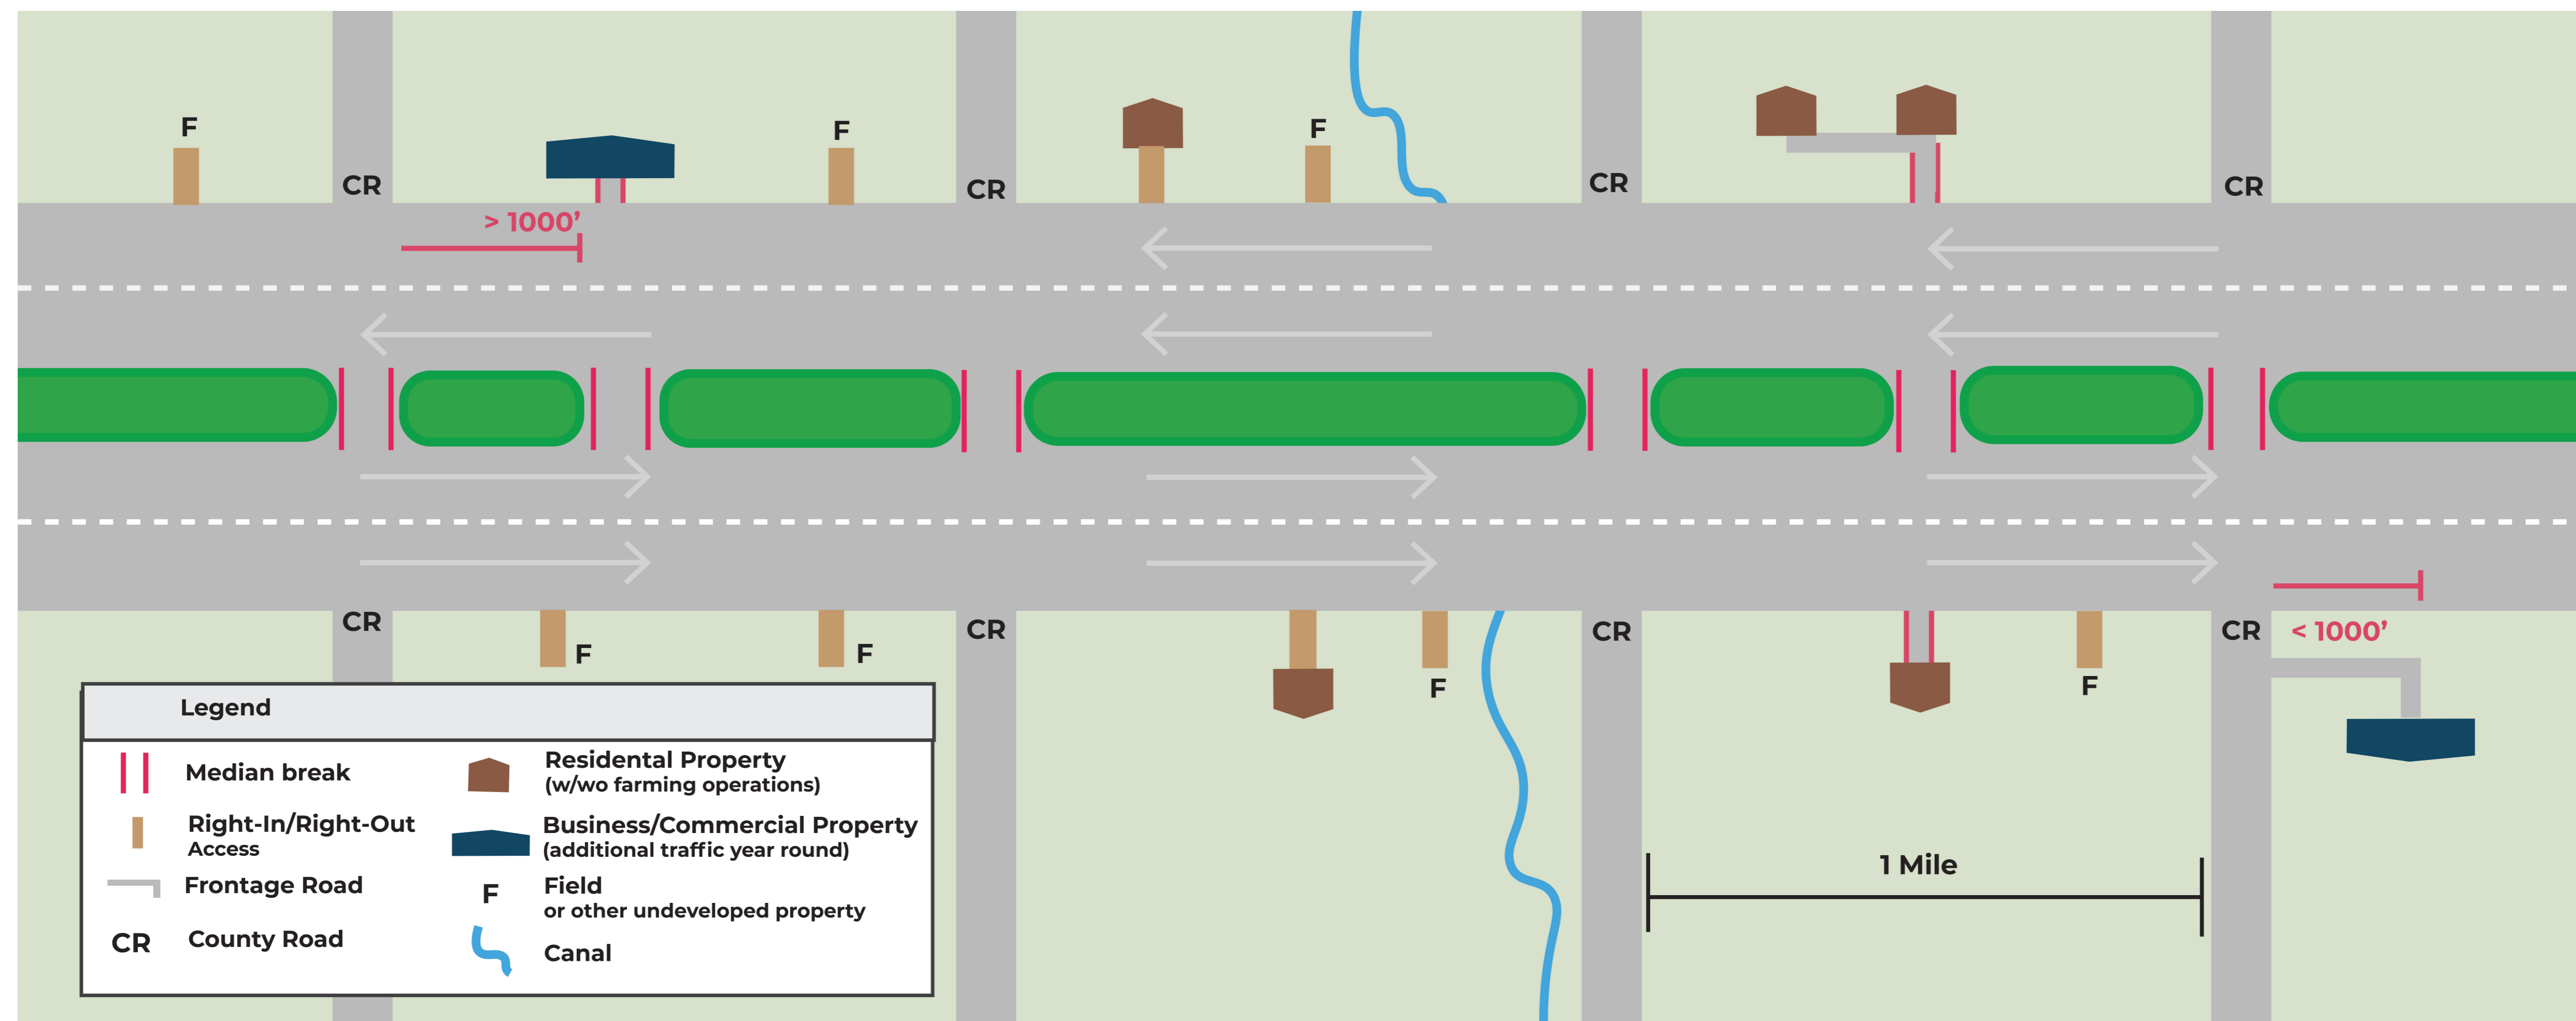 F
F
F
CR
CR
CR
CR
> 1000’
CR
CR
CR
CR
< 1000’
F
F
F
F
Legend
Median break
Right-In/Right-Out
Access
Frontage Road
CR
County Road
Residental Property
(w/wo farming operations)
Business/Commercial Property
(additional traffic year round)
F
Field
or other undeveloped property
Canal
1 Mile